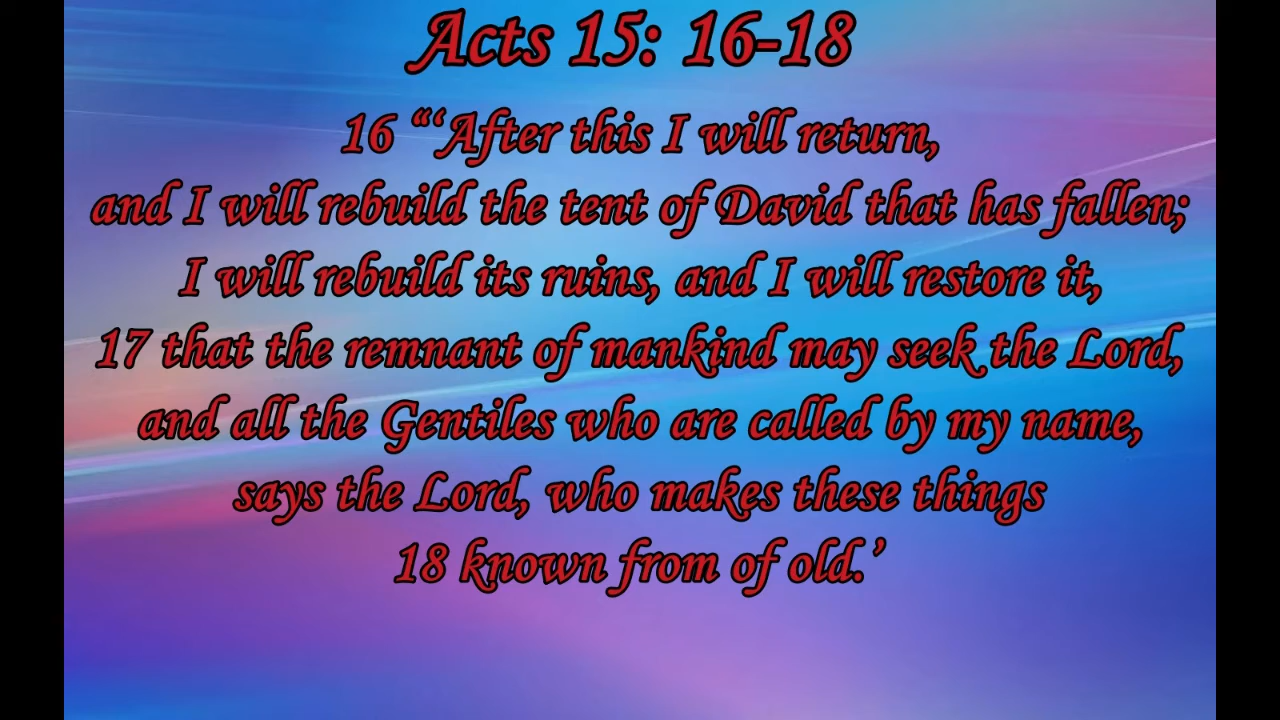 Acts 15: 16-18
16 “‘After this I will return,
and I will rebuild the tent of David that has fallen;
I will rebuild its ruins, and I will restore it,
17 that the remnant of mankind may seek the Lord,
and all the Gentiles who are called by my name,
says the Lord, who makes these things
18 known from of old.’